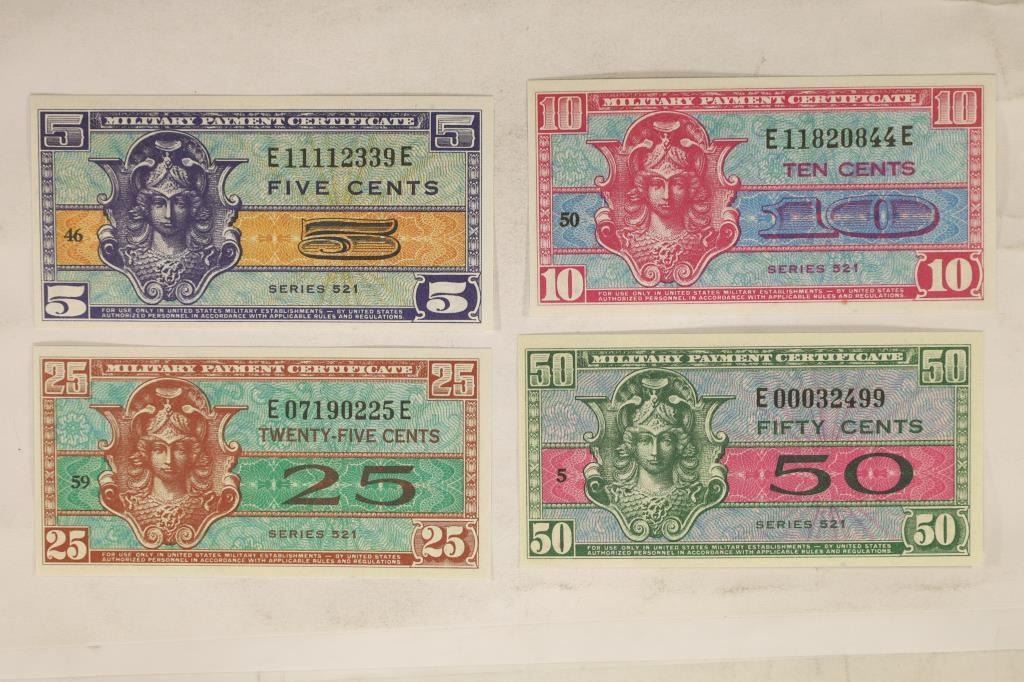 5 MILITARY PAYMENT CERTIFICATE 5
E11112339E
FIVE CENTS
46 5
SERIES 521
5 5
FOR USE ONLY IN UNITED STATES MILITARY ESTABLISHMENTS — BY UNITED STATES
AUTHORIZED PERSONNEL IN ACCORDANCE WITH APPLICABLE RULES AND REGULATIONS.
10 MILITARY PAYMENT CERTIFICATE 10
E11820844E
TEN CENTS
50 10
SERIES 521
10 10
FOR USE ONLY IN UNITED STATES MILITARY ESTABLISHMENTS — BY UNITED STATES
AUTHORIZED PERSONNEL IN ACCORDANCE WITH APPLICABLE RULES AND REGULATIONS.
25 MILITARY PAYMENT CERTIFICATE 25
E07190225E
TWENTY-FIVE CENTS
59 25
SERIES 521
25 25
FOR USE ONLY IN UNITED STATES MILITARY ESTABLISHMENTS — BY UNITED STATES
AUTHORIZED PERSONNEL IN ACCORDANCE WITH APPLICABLE RULES AND REGULATIONS.
50 MILITARY PAYMENT CERTIFICATE 50
E00032499
FIFTY CENTS
5 50
SERIES 521
50 50
FOR USE ONLY IN UNITED STATES MILITARY ESTABLISHMENTS — BY UNITED STATES
AUTHORIZED PERSONNEL IN ACCORDANCE WITH APPLICABLE RULES AND REGULATIONS.